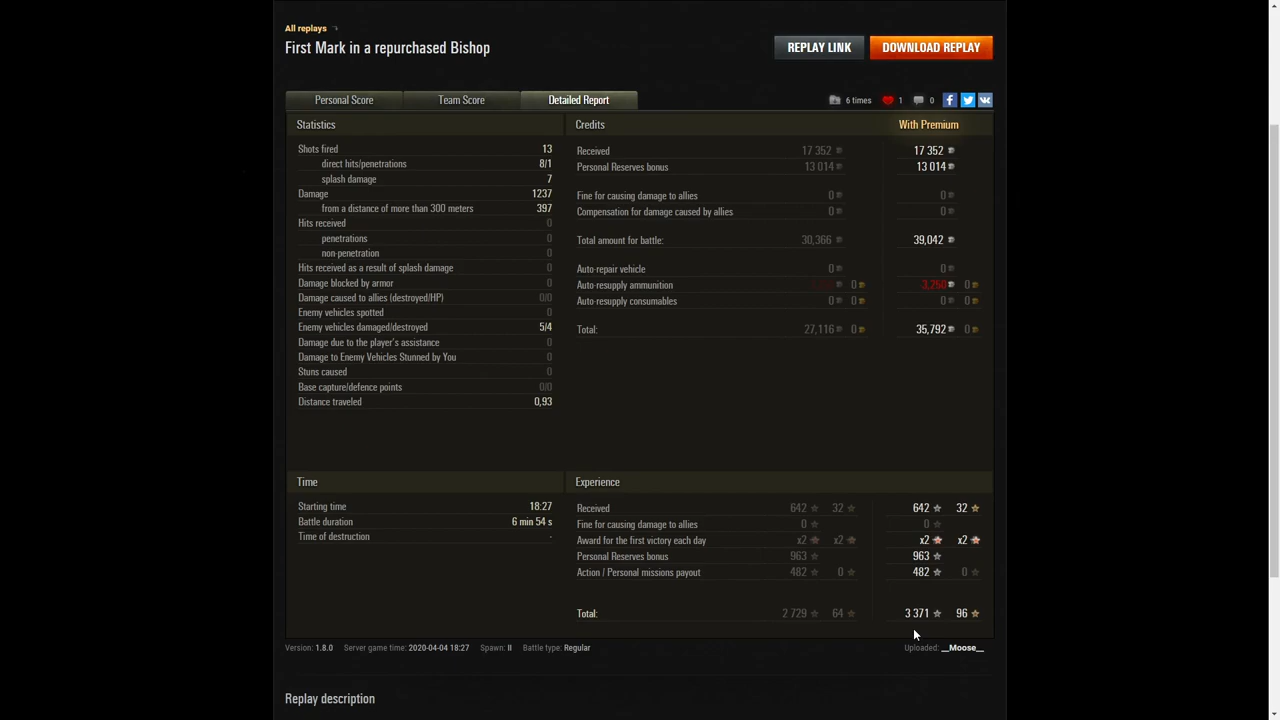 All replays
First Mark in a repurchased Bishop
REPLAY LINK
DOWNLOAD REPLAY
Personal Score
Team Score
Detailed Report
6 times
1
0
Statistics
Shots fired 13
direct hits/penetrations 8/1
splash damage 7
Damage 1237
from a distance of more than 300 meters 397
Hits received 0
penetrations 0
non-penetration 0
Hits received as a result of splash damage 0
Damage blocked by armor 0
Damage caused to allies (destroyed/HP) 0/0
Enemy vehicles spotted 0
Enemy vehicles damaged/destroyed 5/4
Damage due to the player's assistance 0
Damage to Enemy Vehicles Stunned by You 0
Stuns caused 0
Base capture/defence points 0/0
Distance traveled 0,93
Credits With Premium
Received 17 352 17 352
Personal Reserves bonus 13 014 13 014
Fine for causing damage to allies 0 0
Compensation for damage caused by allies 0 0
Total amount for battle: 30,366 39,042
Auto-repair vehicle 0 0
Auto-resupply ammunition 0 3,250 0
Auto-resupply consumables 0 0 0 0
Total: 27,116 0 35,792 0
Time
Starting time 18:27
Battle duration 6 min 54 s
Time of destruction .
Experience
Received 642 32 642 32
Fine for causing damage to allies 0 0
Award for the first victory each day x2 x2 x2 x2
Personal Reserves bonus 963 963
Action / Personal missions payout 482 0 482 0
Total: 2 729 64 3 371 96
Version: 1.8.0 Server game time: 2020-04-04 18:27 Spawn: II Battle type: Regular Uploaded: __Moose__
Replay description